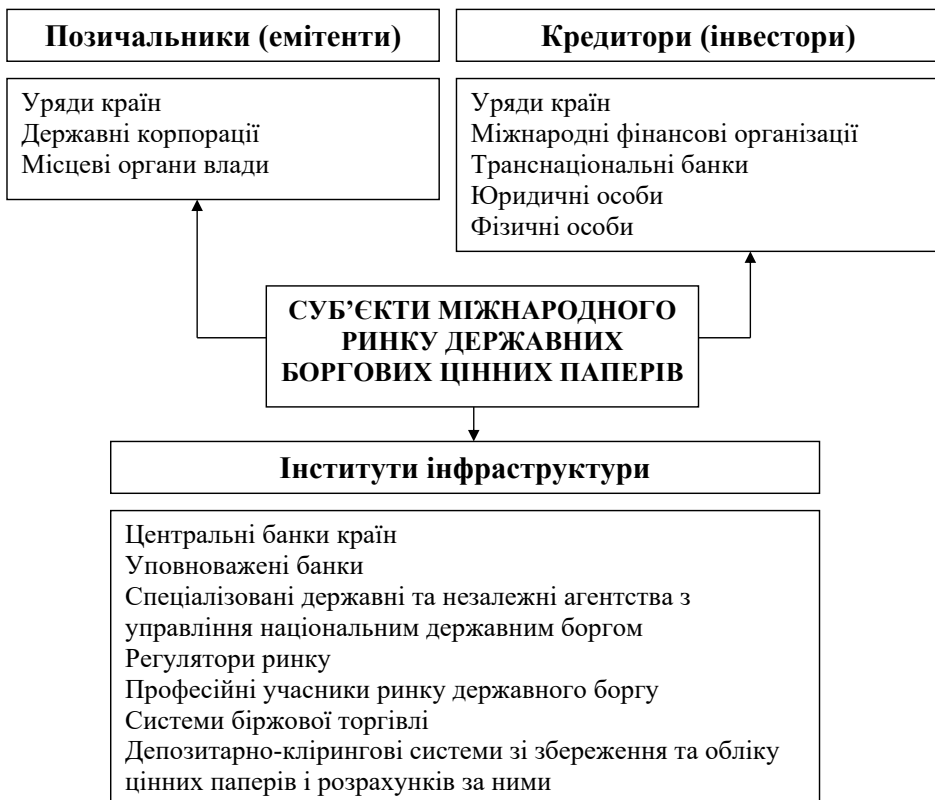 Позичальники (емітенти)
Уряди країн
Державні корпорації
Місцеві органи влади
Кредитори (інвестори)
Уряди країн
Міжнародні фінансові організації
Транснаціональні банки
Юридичні особи
Фізичні особи
СУБ’ЄКТИ МІЖНАРОДНОГО
РИНКУ ДЕРЖАВНИХ
БОРГОВИХ ЦІННИХ ПАПЕРІВ
Інститути інфраструктури
Центральні банки країн
Уповноважені банки
Спеціалізовані державні та незалежні агентства з
управління національним державним боргом
Регулятори ринку
Професійні учасники ринку державного боргу
Системи біржової торгівлі
Депозитарно-клірингові системи зі збереження та обліку
цінних паперів і розрахунків за ними